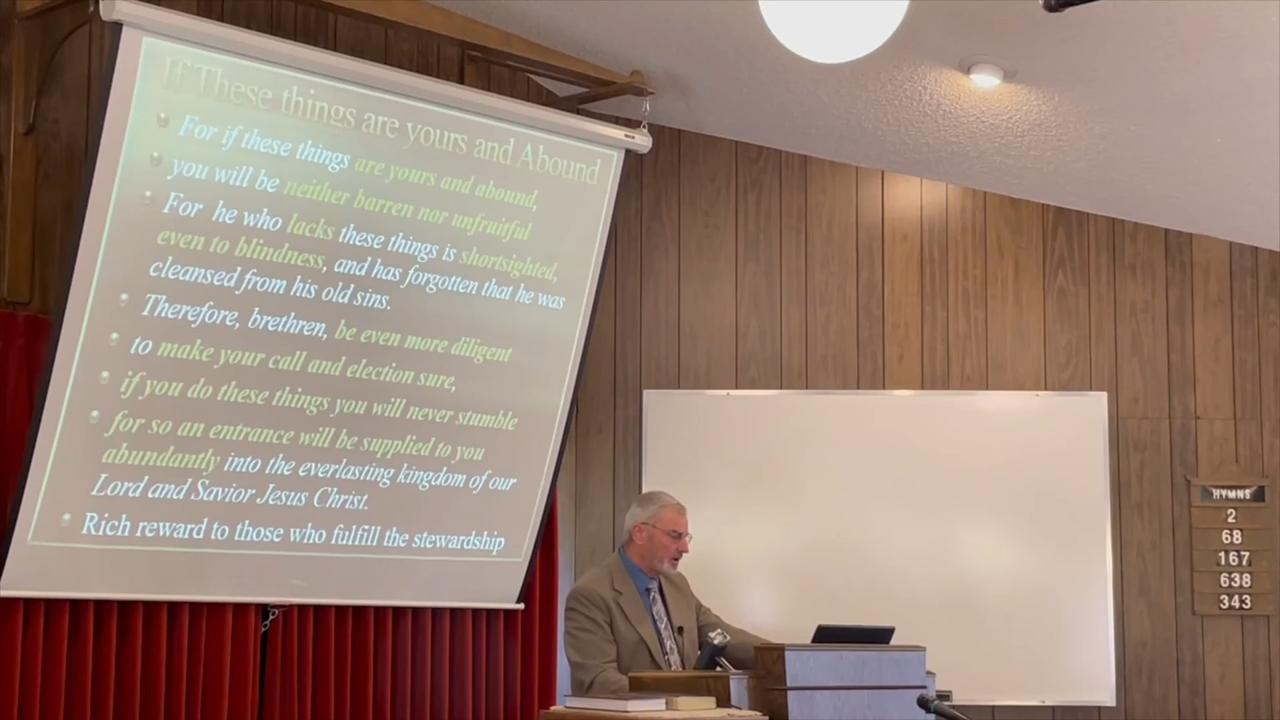 If These things are yours and Abound
For if these things are yours and abound,
you will be neither barren nor unfruitful
For he who lacks these things is shortsighted,
even to blindness, and has forgotten that he was
cleansed from his old sins.
Therefore, brethren, be even more diligent
to make your call and election sure,
if you do these things you will never stumble
for so an entrance will be supplied to you
abundantly into the everlasting kingdom of our
Lord and Savior Jesus Christ.
Rich reward to those who fulfill the stewardship
HYMNS
2
68
167
638
343